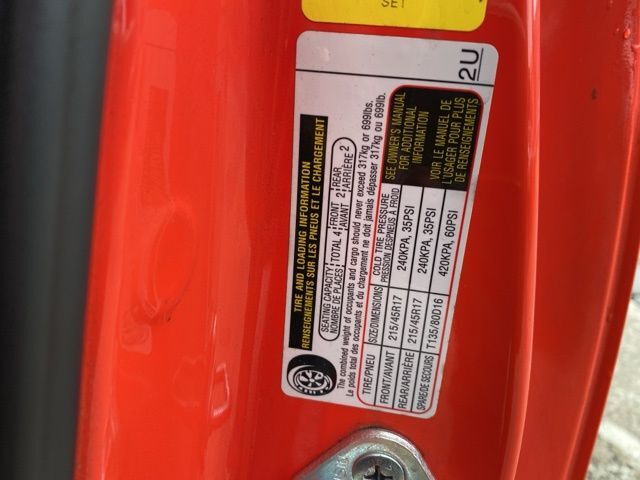 SET
TIRE AND LOADING INFORMATION
RENSEIGNEMENTS SUR LES PNEUS ET LE CHARGEMENT
SEATING CAPACITY TOTAL 4 FRONT 2 REAR 2
NOMBRE DE PLACES AVANT ARRIÈRE
The combined weight of occupants and cargo should never exceed 317kg or 699lbs.
Le poids total des occupants et du chargement ne doit jamais dépasser 317kg ou 699lb.
TIRE/PNEU SIZE/DIMENSIONS COLD TIRE PRESSURE
PRESSION DES PNEUS À FROID
FRONT/AVANT 215/45R17 240KPA, 35PSI
REAR/ARRIÈRE 215/45R17 240KPA, 35PSI
SPARE/DE SECOURS T135/80D16 420KPA, 60PSI
SEE OWNER'S MANUAL
FOR ADDITIONAL
INFORMATION
VOIR LE MANUEL DE
L'USAGER POUR PLUS
DE RENSEIGNEMENTS
2U